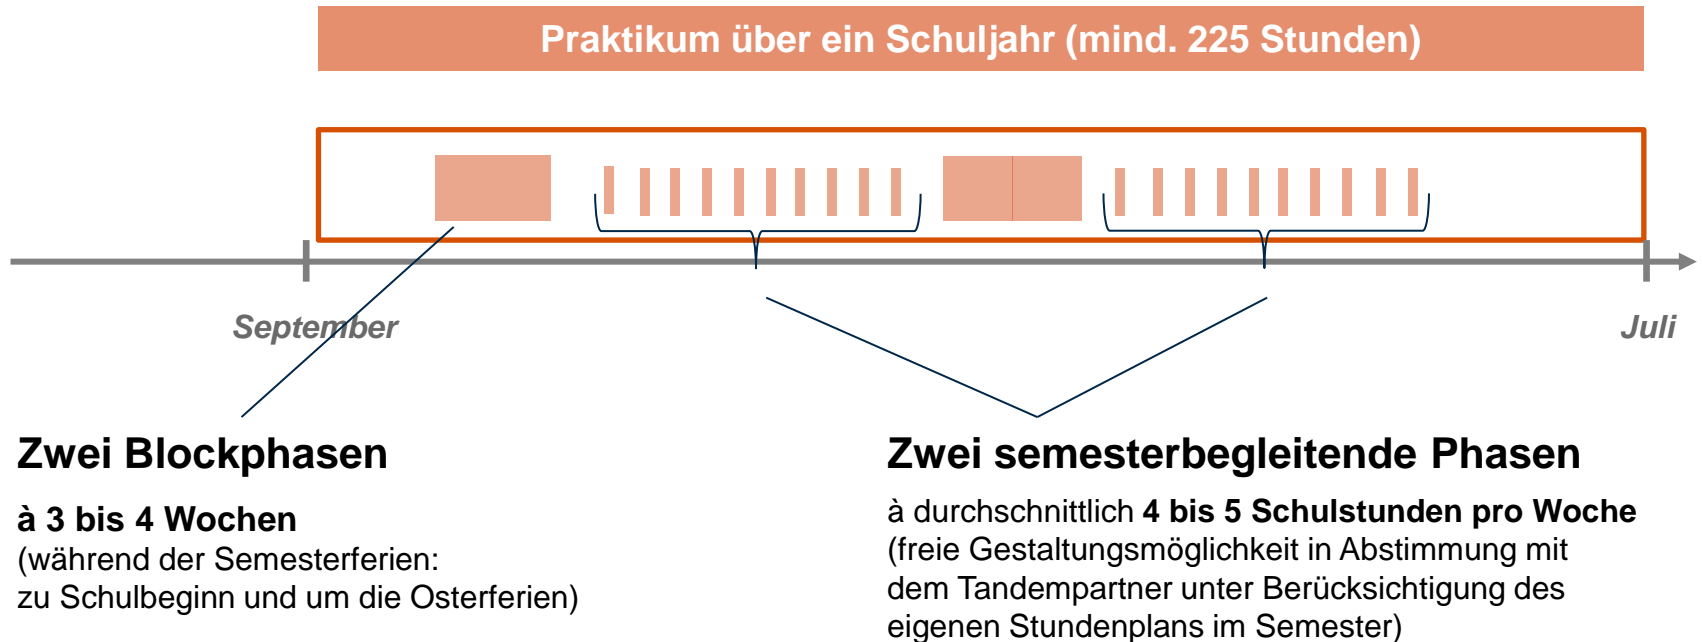 Praktikum über ein Schuljahr (mind. 225 Stunden)
September
Juli
Zwei Blockphasen
à 3 bis 4 Wochen
(während der Semesterferien:
zu Schulbeginn und um die Osterferien)
Zwei semesterbegleitende Phasen
à durchschnittlich 4 bis 5 Schulstunden pro Woche
(freie Gestaltungsmöglichkeit in Abstimmung mit
dem Tandempartner unter Berücksichtigung des
eigenen Stundenplans im Semester)